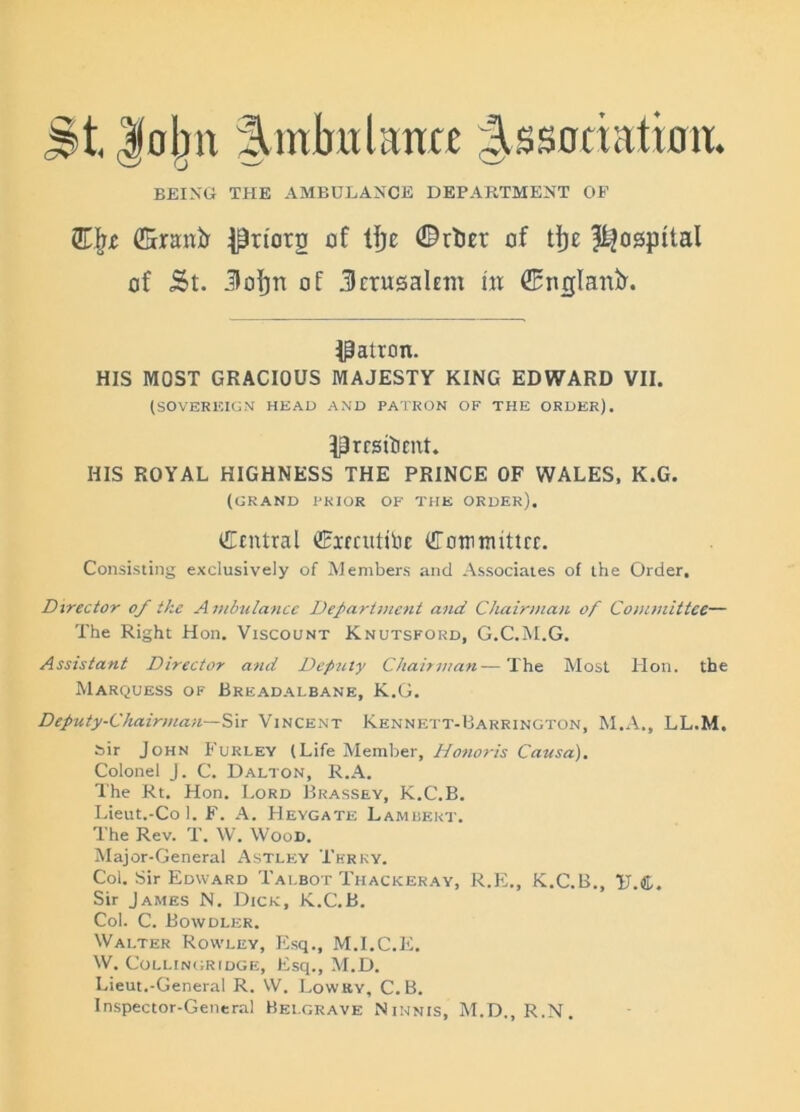 St. John Ambulance Association.
BEING THE AMBULANCE DEPARTMENT OF
The Grand Priory of the Order of the Hospital
of St. John of Jerusalem in England.
Patron.
HIS MOST GRACIOUS MAJESTY KING EDWARD VII.
(SOVEREIGN HEAD AND PATRON OF THE ORDER).
President.
HIS ROYAL HIGHNESS THE PRINCE OF WALES, K.G.
(GRAND PRIOR OF THE ORDER).
Central Executive Committee.
Consisting exclusively of Members and Associates of the Order.
Director of the Ambulance Department and Chairman of Committee—
The Right Hon. VISCOUNT KNUTSFORD, G.C.M.G.
Assistant Director and Deputy Chairman—The Most Hon. the
MARQUESS OF BREADALBANE, K.G.
Deputy-Chairman—Sir VINCENT KENNETT-BARRINGTON, M.A., LL.M.
Sir JOHN FURLEY (Life Member, Honoris Causa).
Colonel J. C. DALTON, R.A.
The Rt. Hon. LORD BRASSEY, K.C.B.
Lieut.-Col. F. A. HEYGATE LAMBERT.
The Rev. T. W. WOOD.
Major-General ASTLEY TERRY.
Col. Sir EDWARD TALBOT THACKERAY, R.E., K.C.B., V.C.
Sir JAMES N. DICK, K.C.B.
Col. C. BOWDLER.
WALTER ROWLEY, Esq., M.I.C.E.
W. COLLINGRIDGE, Esq., M.D.
Lieut.-General R. W. LOWRY, C.B.
Inspector-General BELGRAVE NINNIS, M.D., R.N.